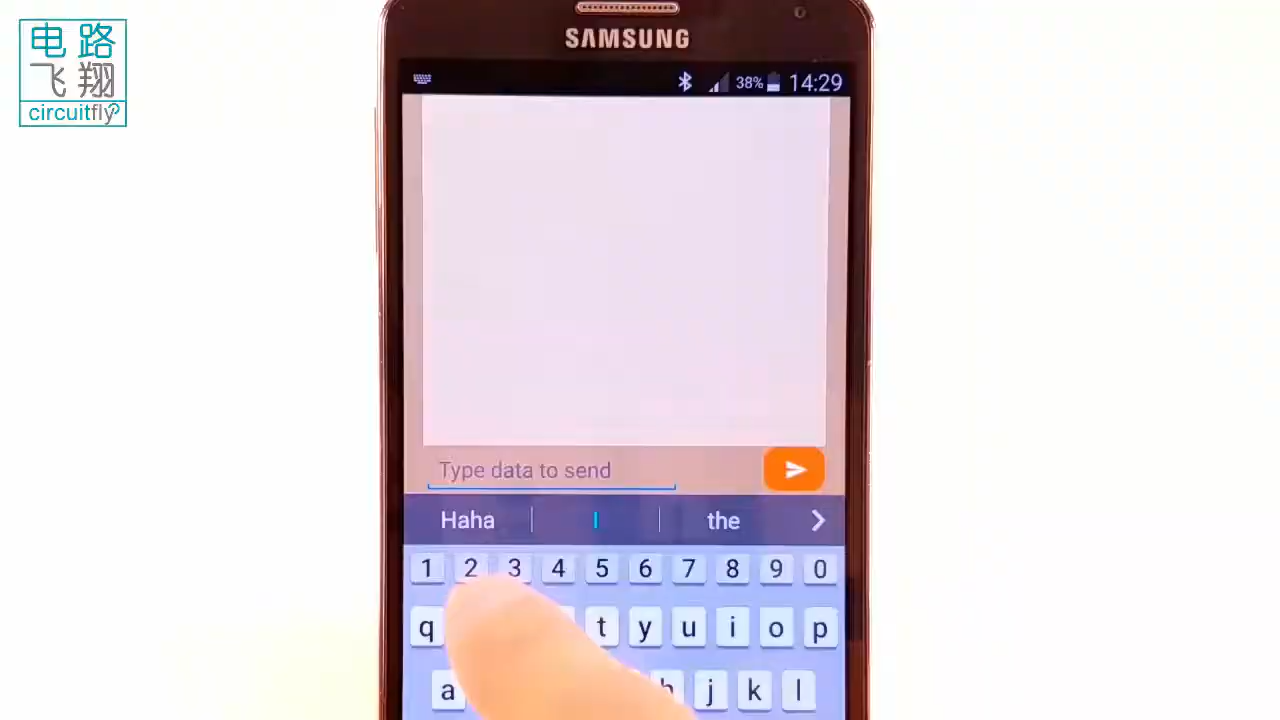 电路
飞翔
circuitfly
SAMSUNG
38% 14:29
Type data to send
Haha I the
1 2 3 4 5 6 7 8 9 0
q t y u i o p
a j k l